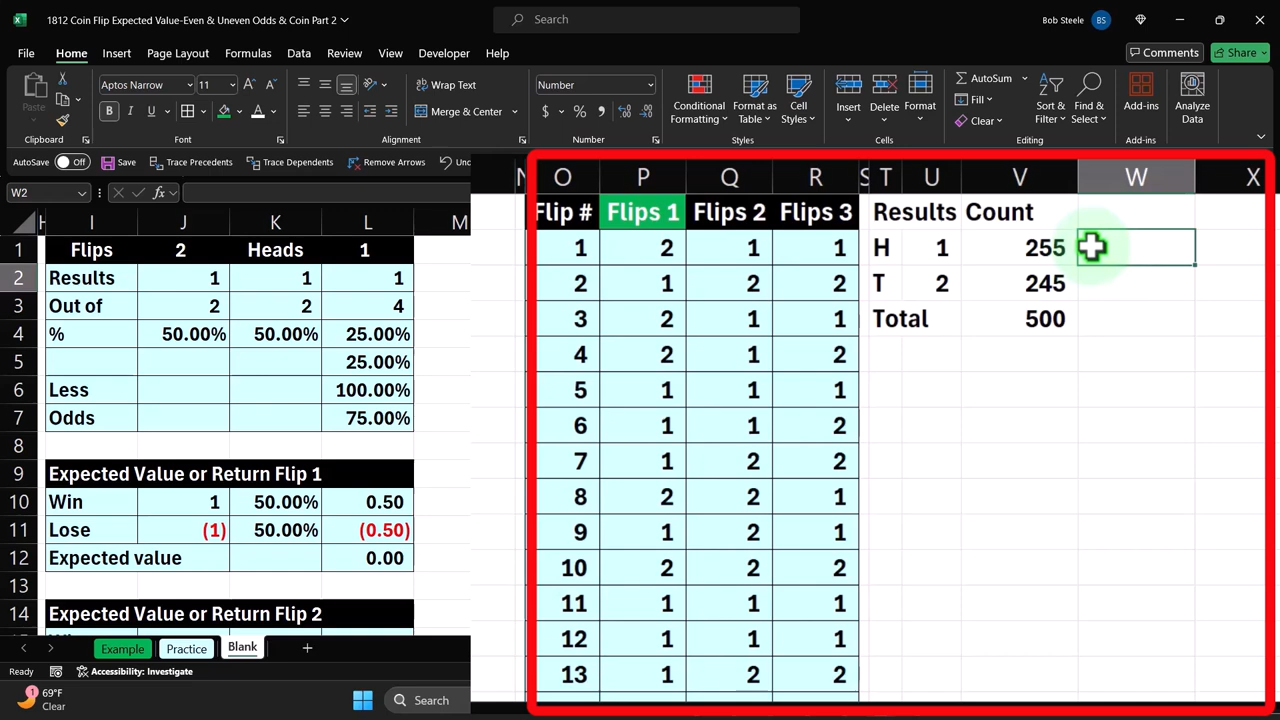 1812 Coin Flip Expected Value-Even & Uneven Odds & Coin Part 2
Search
Bob Steele BS
File Home Insert Page Layout Formulas Data Review View Developer Help
Comments Share
Paste
Aptos Narrow 11
B I U
Wrap Text
Merge & Center
Number
$ % ,
Conditional Formatting
Format as Table
Cell Styles
Insert Delete Format
AutoSum
Fill
Clear
Sort & Filter
Find & Select
Add-ins
Analyze Data
Clipboard Font Alignment Number Styles Cells Editing Add-ins
AutoSave Off Save Trace Precedents Trace Dependents Remove Arrows
W2 fx
H I J K L M
1 Flips 2 Heads 1
2 Results 1 1 1
3 Out of 2 2 4
4 % 50.00% 50.00% 25.00%
5 25.00%
6 Less 100.00%
7 Odds 75.00%
8
9 Expected Value or Return Flip 1
10 Win 1 50.00% 0.50
11 Lose (1) 50.00% (0.50)
12 Expected value 0.00
13
14 Expected Value or Return Flip 2
O P Q R S T U V W X
Flip # Flips 1 Flips 2 Flips 3 Results Count
1 2 1 1 H 1 255
2 1 2 2 T 2 245
3 2 1 1 Total 500
4 2 1 2
5 1 1 1
6 1 1 2
7 1 2 2
8 2 2 1
9 1 2 1
10 2 2 2
11 1 1 1
12 1 1 1
13 1 2 2
Example Practice Blank +
Ready Accessibility: Investigate
1 69°F
Clear
Search